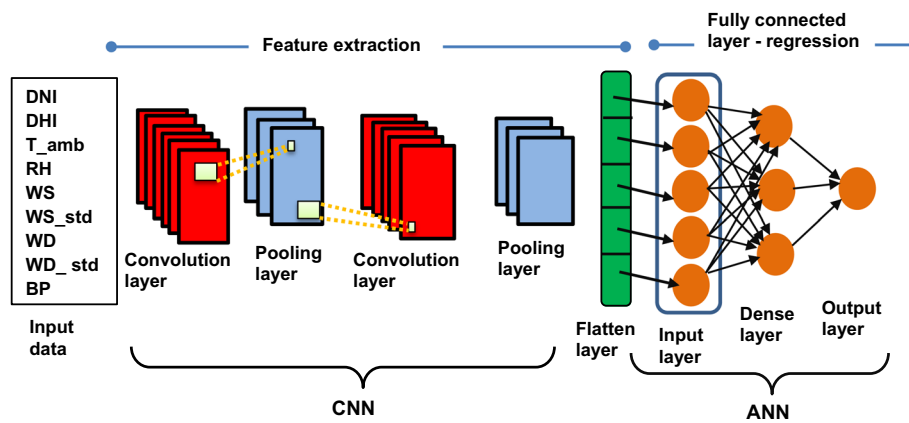 Feature extraction
Fully connected
layer - regression
DNI
DHI
T_amb
RH
WS
WS_std
WD
WD_ std
BP
Input
data
Convolution
layer
Pooling
layer
Convolution
layer
Pooling
layer
Flatten
layer
Input
layer
Dense
layer
Output
layer
CNN
ANN